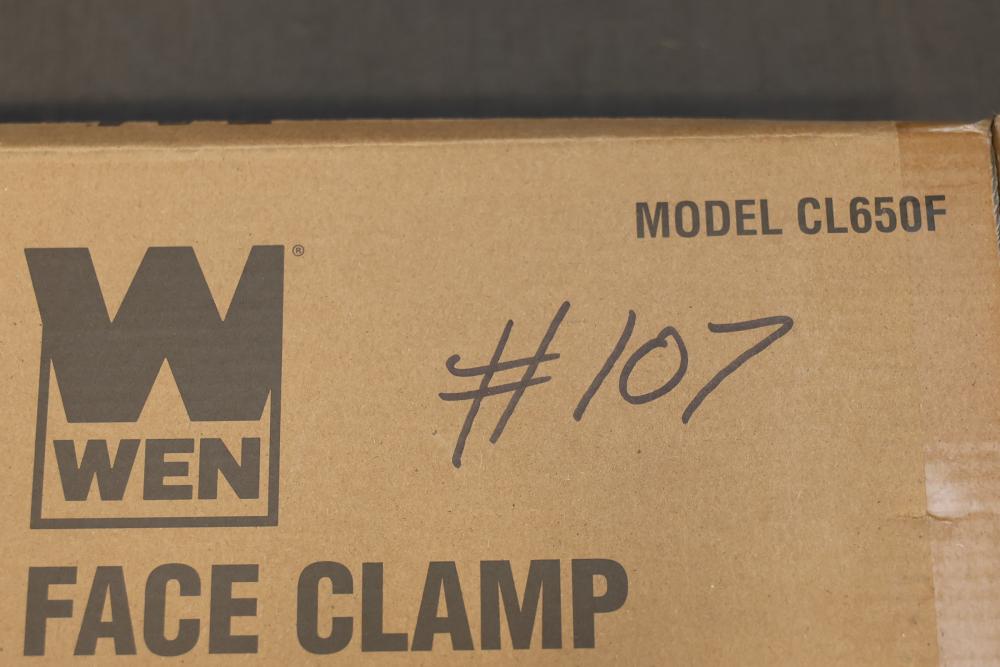 MODEL CL650F
®
#107
WEN
FACE CLAMP